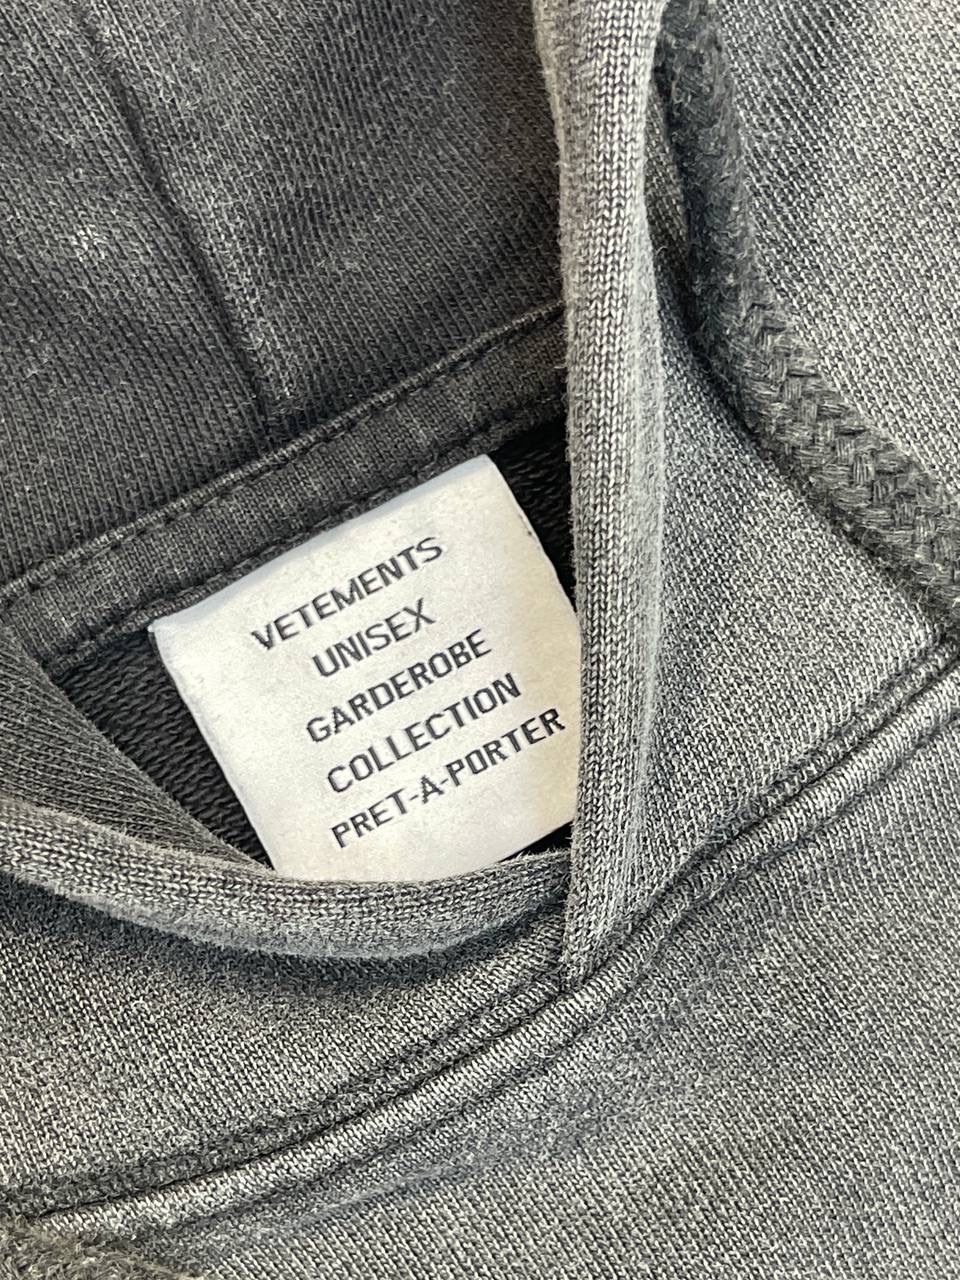 VETEMENTS
UNISEX
GARDEROBE
COLLECTION
PRET-A-PORTER